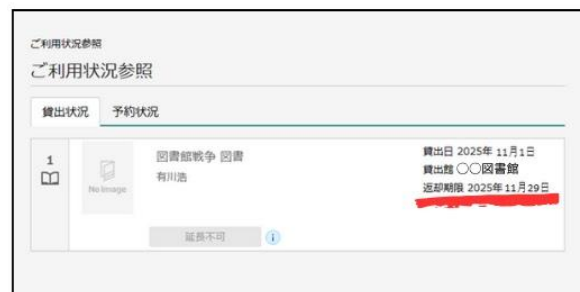 ご利用状況参照
ご利用状況参照
貸出状況 予約状況
1
No Image
図書館戦争 図書
有川浩
貸出日 2025年 11月1日
貸出館 〇〇図書館
返却期限 2025年 11月29日
延長不可
i